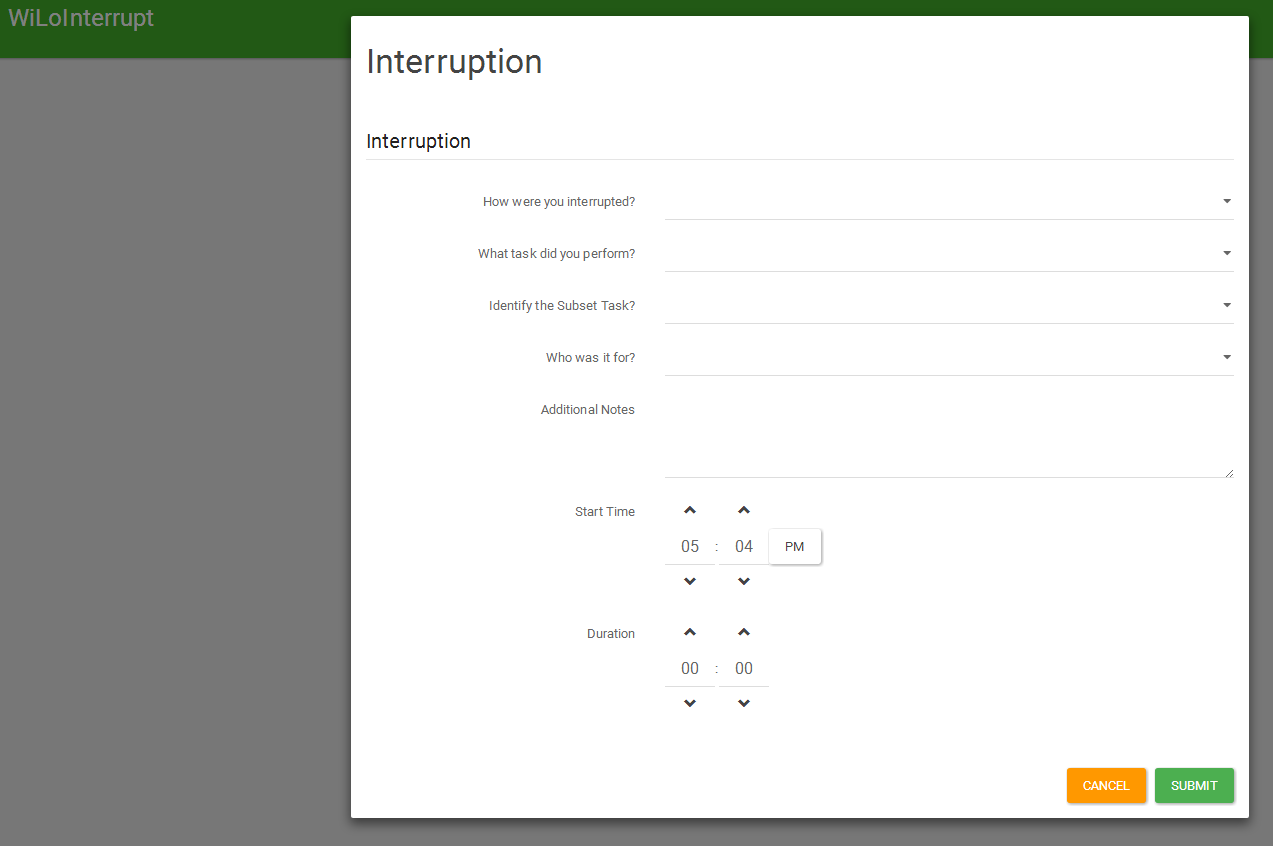 WiLoInterrupt
Interruption
Interruption
How were you interrupted?
What task did you perform?
Identify the Subset Task?
Who was it for?
Additional Notes
Start Time
05 : 04 PM
Duration
00 : 00
CANCEL SUBMIT